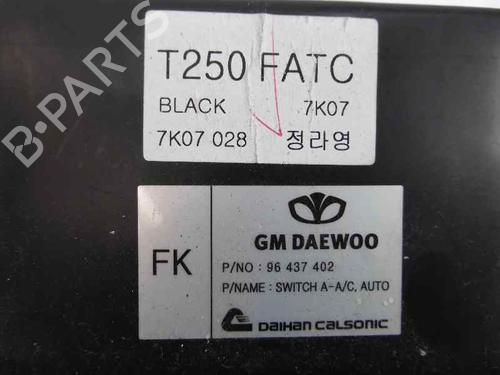 T250 FATC
BLACK 7K07
7K07 028 정라영
FK
GM DAEWOO
P/NO : 96 437 402
P/NAME : SWITCH A-A/C, AUTO
DAIHAN CALSONIC
B-PARTS